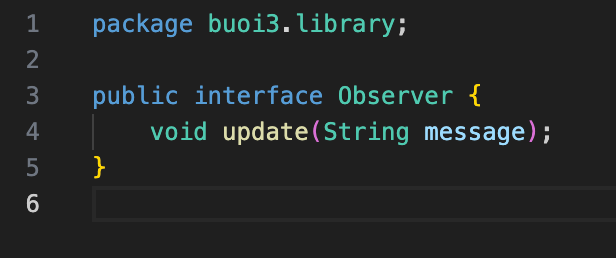 1 package buoi3.library;
2
3 public interface Observer {
4     void update(String message);
5 }
6